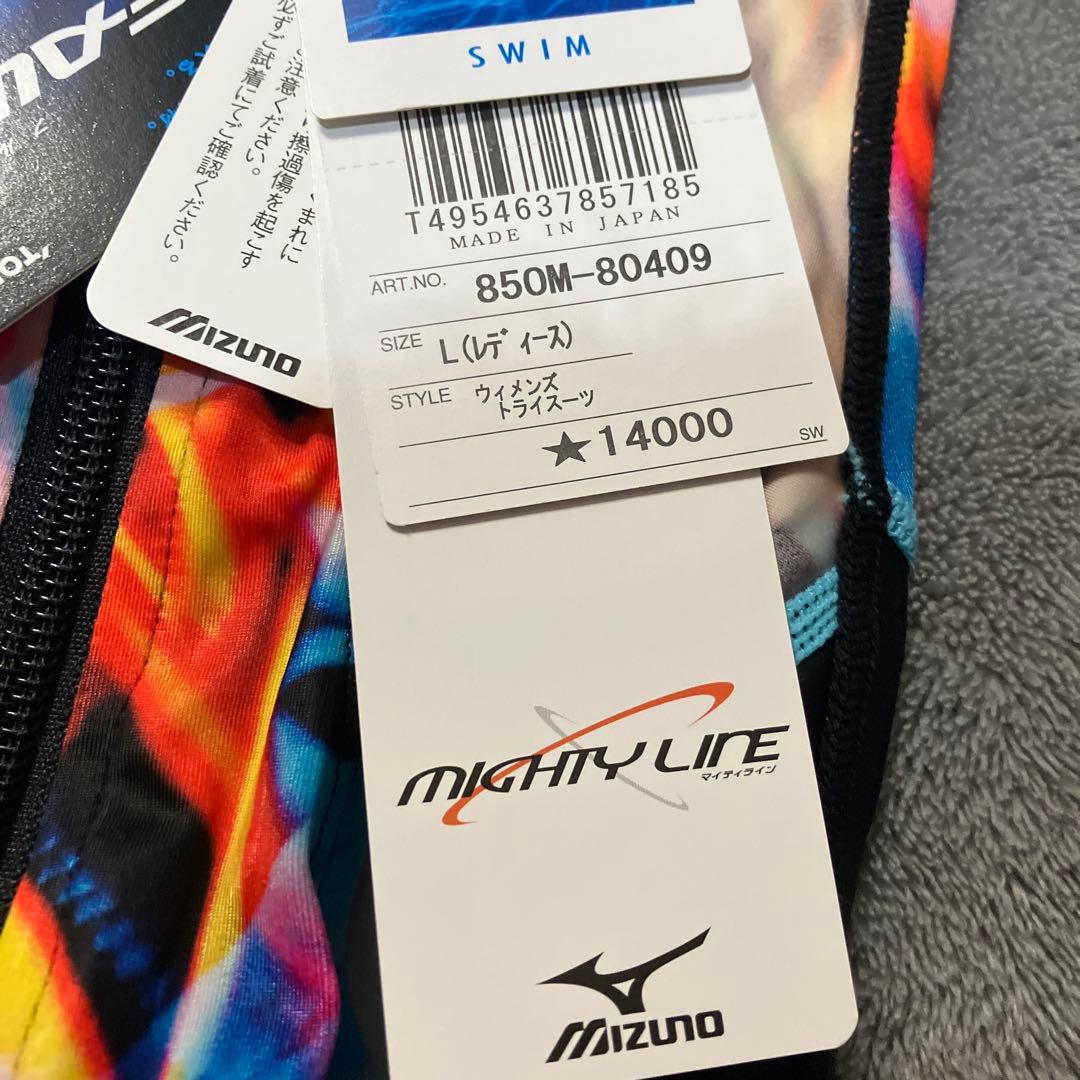 SWIM
T4954637857185
MADE IN JAPAN
ART.NO. 850M-80409
SIZE L(レディース)
STYLE ウィメンズ
トライスーツ
★14000
SW
MIGHTY LINE
マイティライン
MIZUNO
まれに
擦過傷を起こす
注意ください。
必ずご試着にてご確認ください。
MIZUNO